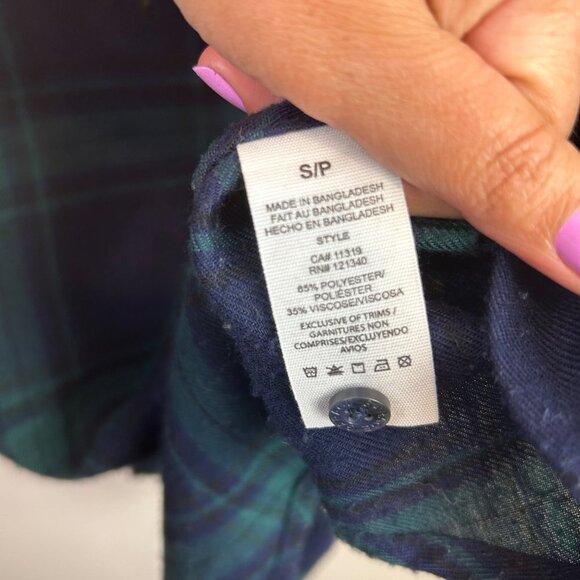 S/P
MADE IN BANGLADESH
FAIT AU BANGLADESH
HECHO EN BANGLADESH
STYLE
CA# 11319
RN# 121340
65% POLYESTER/
POLIÉSTER
35% VISCOSE/VISCOSA
EXCLUSIVE OF TRIMS /
GARNITURES NON
COMPRISES/EXCLUYENDO
AVIOS